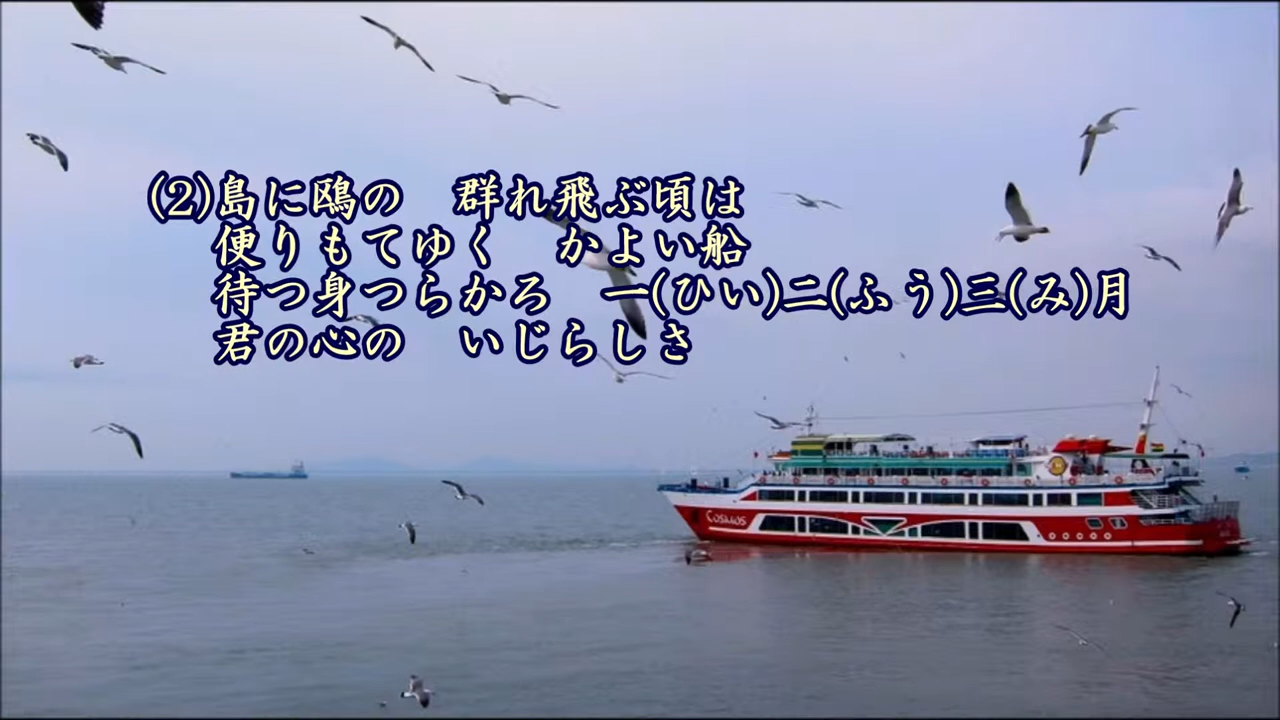 (2)島に鴎の　群れ飛ぶ頃は
便りもてゆく　かよい船
待つ身つらかろ　一(ひい)二(ふう)三(み)月
君の心の　いじらしさ
Cosmos